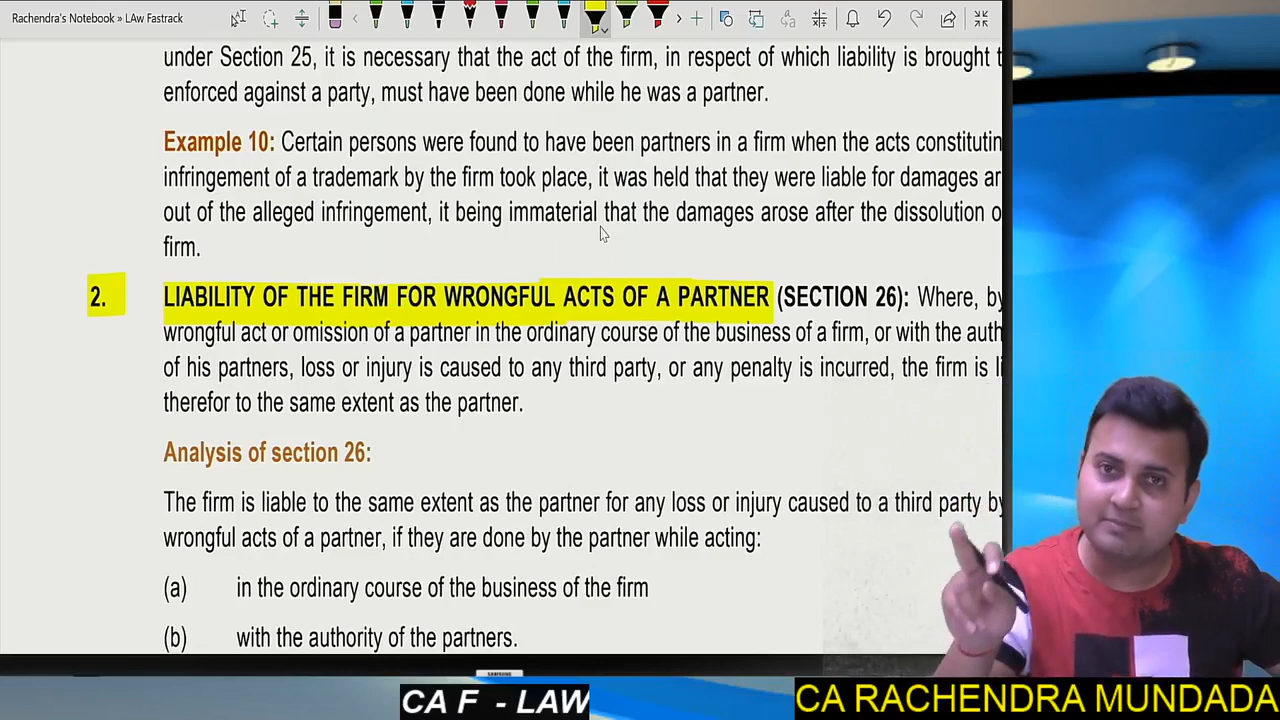 Rachendra's Notebook » LAw Fastrack
under Section 25, it is necessary that the act of the firm, in respect of which liability is brought t
enforced against a party, must have been done while he was a partner.
Example 10: Certain persons were found to have been partners in a firm when the acts constitutin
infringement of a trademark by the firm took place, it was held that they were liable for damages ar
out of the alleged infringement, it being immaterial that the damages arose after the dissolution o
firm.
2. LIABILITY OF THE FIRM FOR WRONGFUL ACTS OF A PARTNER (SECTION 26): Where, by
wrongful act or omission of a partner in the ordinary course of the business of a firm, or with the auth
of his partners, loss or injury is caused to any third party, or any penalty is incurred, the firm is li
therefor to the same extent as the partner.
Analysis of section 26:
The firm is liable to the same extent as the partner for any loss or injury caused to a third party by
wrongful acts of a partner, if they are done by the partner while acting:
(a) in the ordinary course of the business of the firm
(b) with the authority of the partners.
SAMSUNG
CA F - LAW
CA RACHENDRA MUNDADA